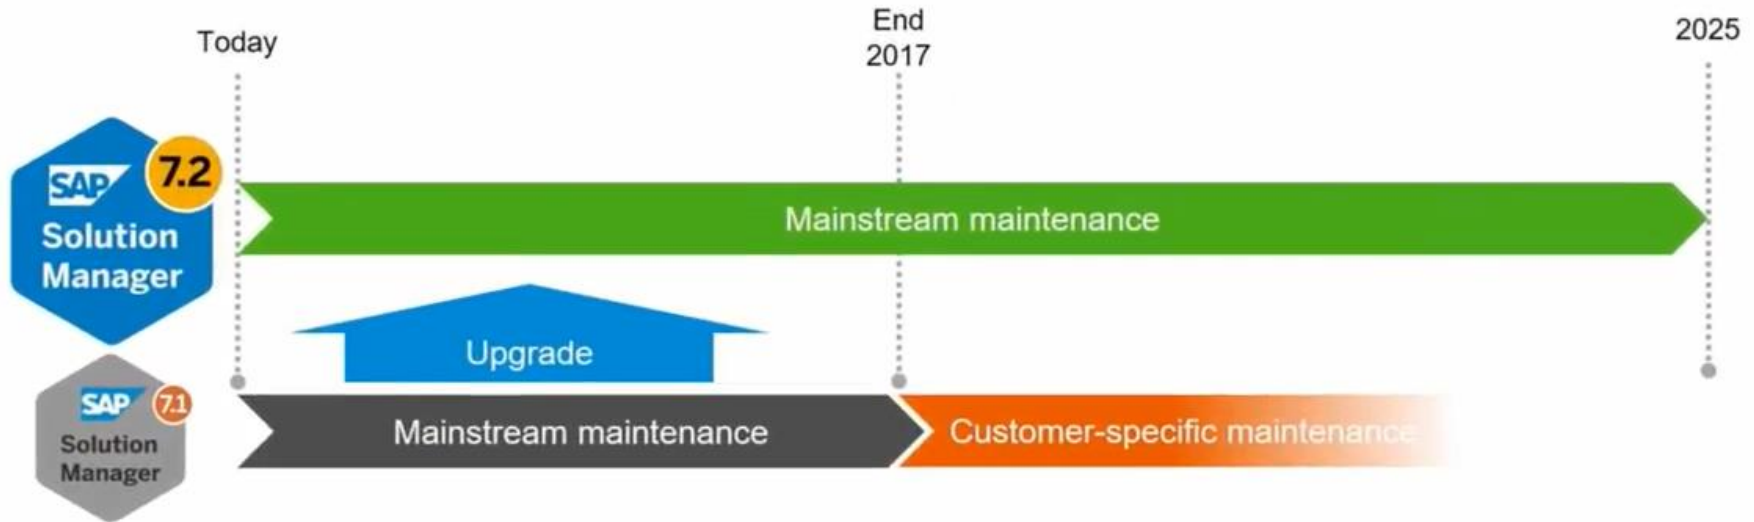 Today
End
2017
2025
SAP
7.2
Solution
Manager
Mainstream maintenance
Upgrade
SAP
7.1
Solution
Manager
Mainstream maintenance
Customer-specific maintenance